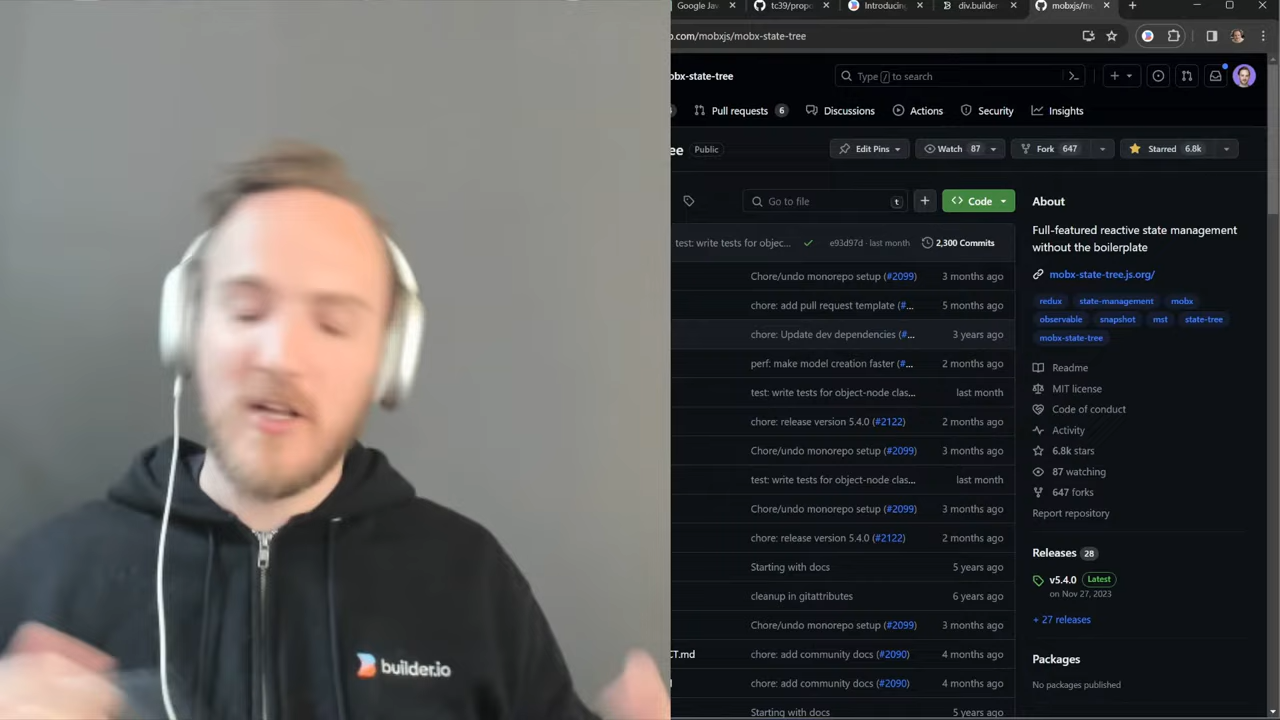 Google Jav
tc39/propo
Introducing
div.builder
mobxjs/mo
o.com/mobxjs/mobx-state-tree
obx-state-tree
Type / to search
Pull requests 6
Discussions
Actions
Security
Insights
ee
Public
Edit Pins
Watch 87
Fork 647
Starred 6.8k
Go to file
t
Code
test: write tests for objec...
e93d97d · last month
2,300 Commits
Chore/undo monorepo setup (#2099)
3 months ago
chore: add pull request template (#...
5 months ago
chore: Update dev dependencies (#...
3 years ago
perf: make model creation faster (#...
2 months ago
test: write tests for object-node clas...
last month
chore: release version 5.4.0 (#2122)
2 months ago
Chore/undo monorepo setup (#2099)
3 months ago
test: write tests for object-node clas...
last month
Chore/undo monorepo setup (#2099)
3 months ago
chore: release version 5.4.0 (#2122)
2 months ago
Starting with docs
5 years ago
cleanup in gitattributes
6 years ago
Chore/undo monorepo setup (#2099)
3 months ago
CT.md
chore: add community docs (#2090)
4 months ago
chore: add community docs (#2090)
4 months ago
Starting with docs
5 years ago
About
Full-featured reactive state management
without the boilerplate
mobx-state-tree.js.org/
redux
state-management
mobx
observable
snapshot
mst
state-tree
mobx-state-tree
Readme
MIT license
Code of conduct
Activity
6.8k stars
87 watching
647 forks
Report repository
Releases 28
v5.4.0 Latest
on Nov 27, 2023
+ 27 releases
Packages
No packages published
builder.io